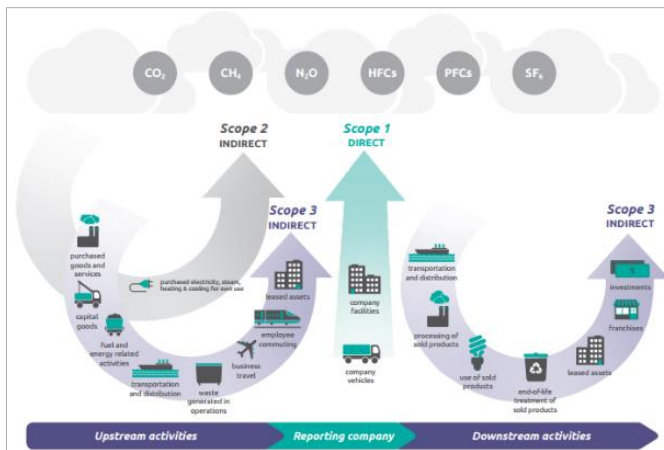 CO₂
CH₄
N₂O
HFCs
PFCs
SF₆
Scope 2
INDIRECT
Scope 1
DIRECT
Scope 3
INDIRECT
Scope 3
INDIRECT
purchased
goods and
services
capital
goods
fuel and
energy related
activities
transportation
and distribution
waste
generated in
operations
business
travel
employee
commuting
leased assets
purchased electricity, steam,
heating & cooling for own use
company
facilities
company
vehicles
transportation
and distribution
processing of
sold products
use of sold
products
end-of-life
treatment of
sold products
leased assets
franchises
investments
Upstream activities
Reporting company
Downstream activities